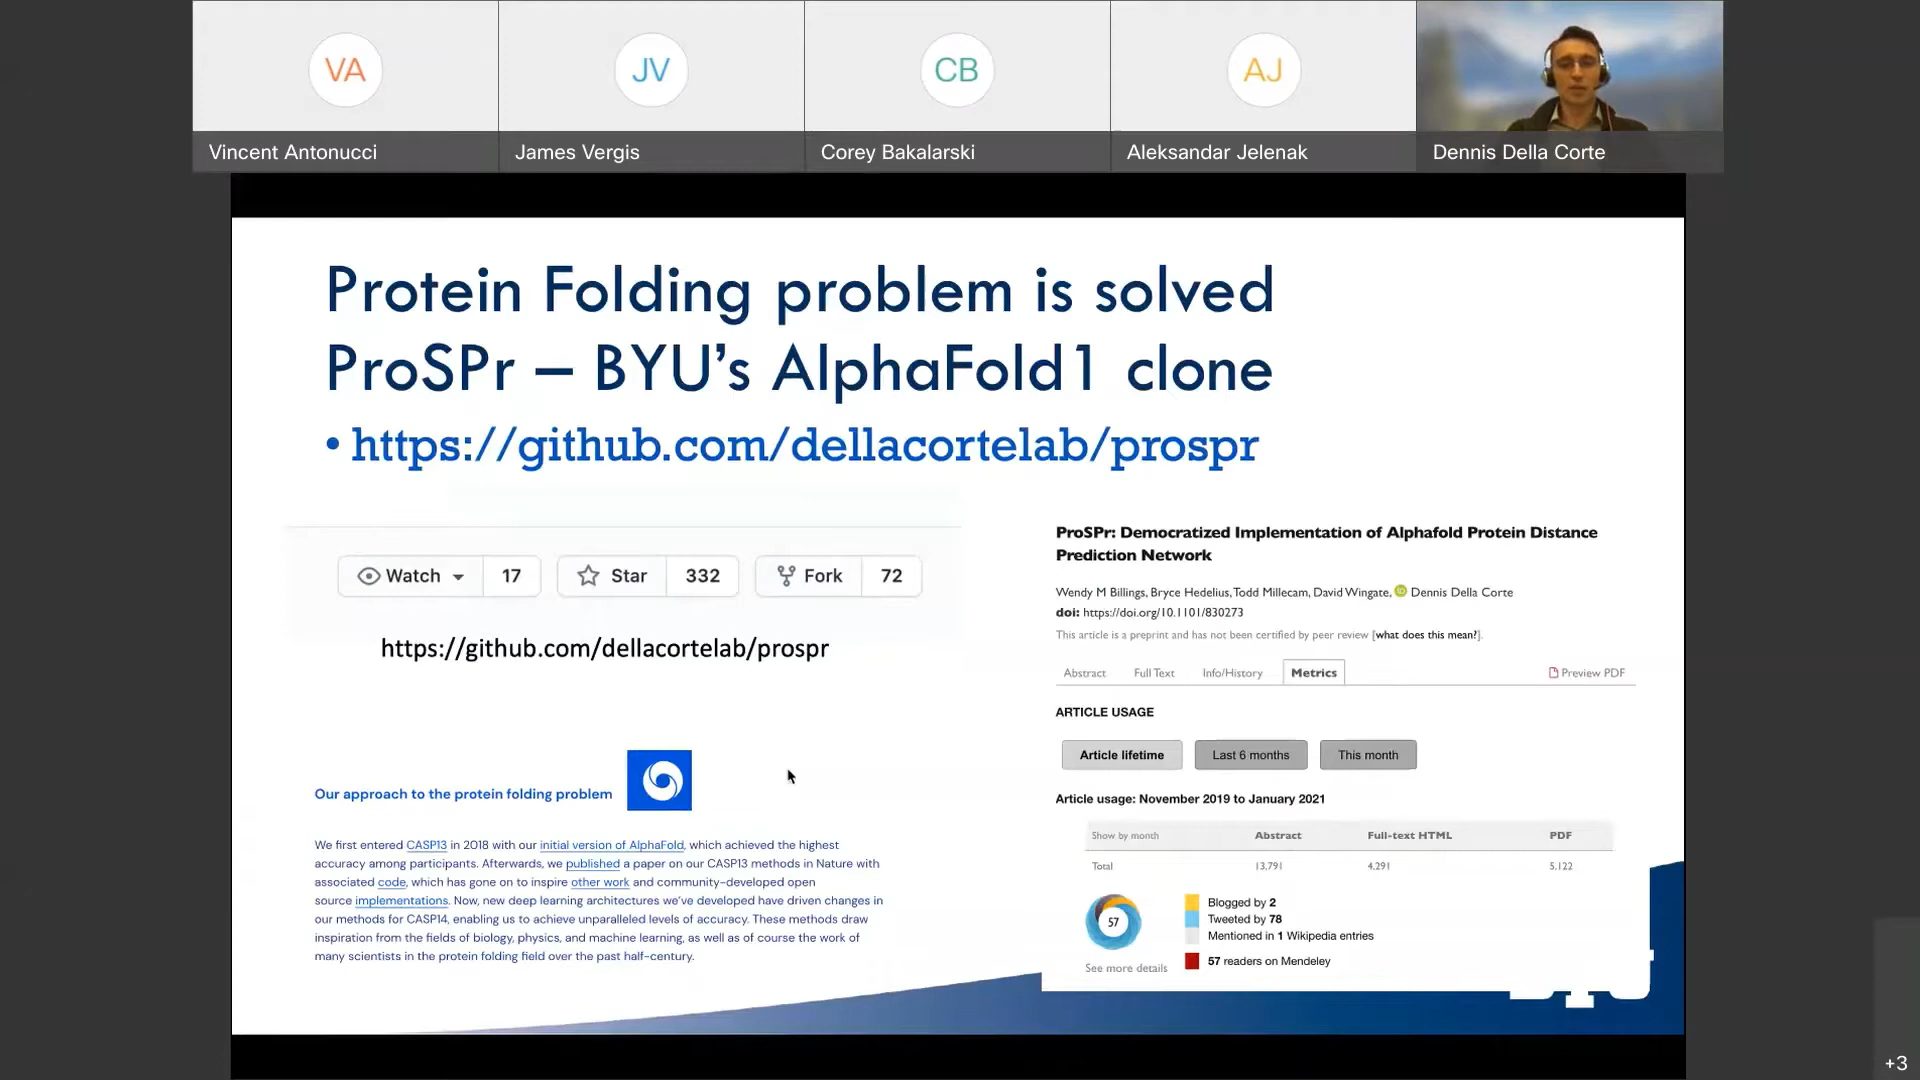 VA
JV
CB
AJ
Vincent Antonucci
James Vergis
Corey Bakalarski
Aleksandar Jelenak
Dennis Della Corte
Protein Folding problem is solved
ProSPr – BYU's AlphaFold1 clone
• https://github.com/dellacortelab/prospr
Watch 17 Star 332 Fork 72
https://github.com/dellacortelab/prospr
Our approach to the protein folding problem
We first entered CASP13 in 2018 with our initial version of AlphaFold, which achieved the highest
accuracy among participants. Afterwards, we published a paper on our CASP13 methods in Nature with
associated code, which has gone on to inspire other work and community-developed open
source implementations. Now, new deep learning architectures we've developed have driven changes in
our methods for CASP14, enabling us to achieve unparalleled levels of accuracy. These methods draw
inspiration from the fields of biology, physics, and machine learning, as well as of course the work of
many scientists in the protein folding field over the past half-century.
ProSPr: Democratized Implementation of Alphafold Protein Distance
Prediction Network
Wendy M Billings, Bryce Hedelius, Todd Millecam, David Wingate, Dennis Della Corte
doi: https://doi.org/10.1101/830273
This article is a preprint and has not been certified by peer review [what does this mean?].
Abstract Full Text Info/History Metrics Preview PDF
ARTICLE USAGE
Article lifetime Last 6 months This month
Article usage: November 2019 to January 2021
Show by month Abstract Full-text HTML PDF
Total 13,791 4,291 5,122
57
Blogged by 2
Tweeted by 78
Mentioned in 1 Wikipedia entries
57 readers on Mendeley
See more details
+3